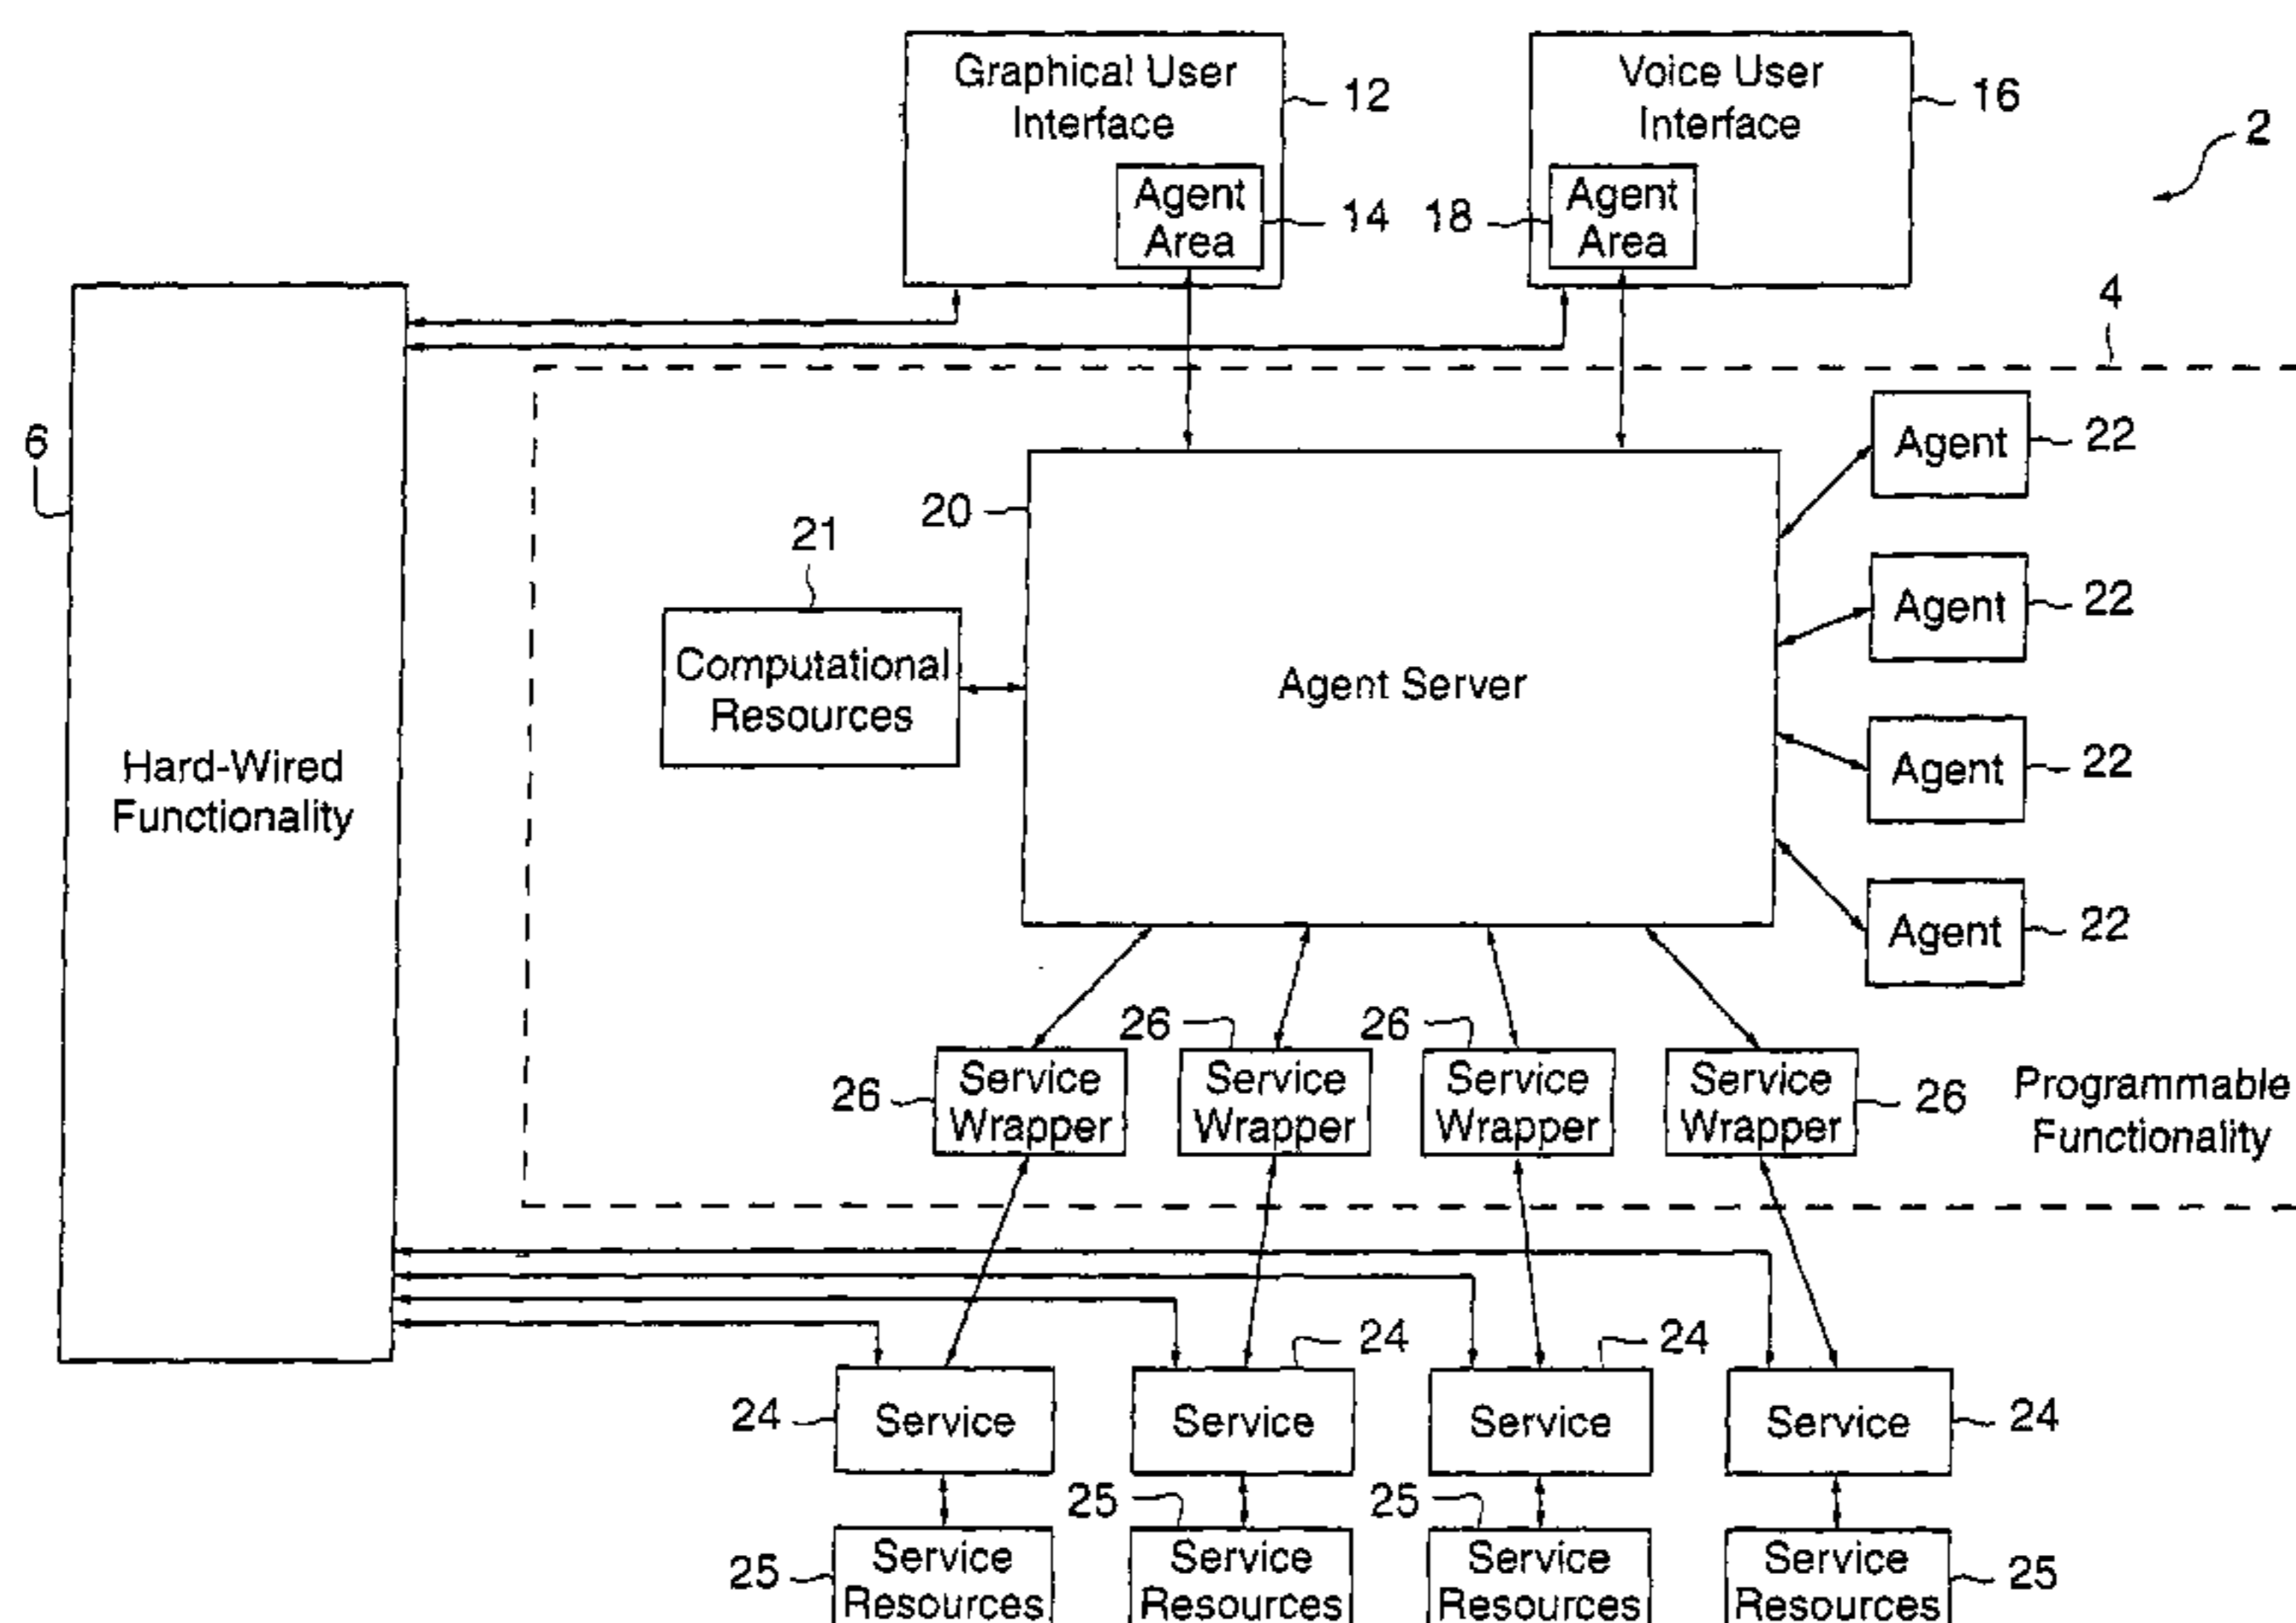 Graphical User
Interface
12
Voice User
Interface
16
2
Agent
Area
14
18
Agent
Area
4
6
Hard-Wired
Functionality
20
21
Computational
Resources
Agent Server
Agent
22
Agent
22
Agent
22
Agent
22
26
Service
Wrapper
26
Service
Wrapper
26
Service
Wrapper
Service
Wrapper
26
Programmable
Functionality
24
Service
24
Service
24
Service
Service
24
25
Service
Resources
25
Service
Resources
25
Service
Resources
Service
Resources
25